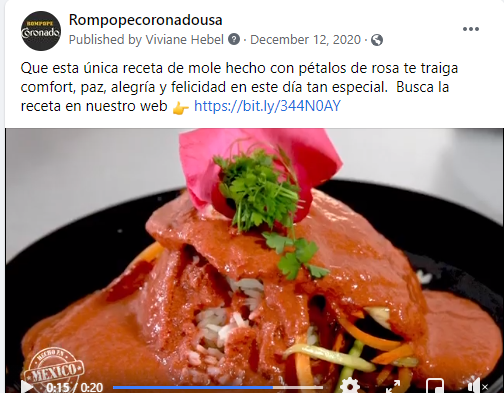 Rompopecoronadousa
Published by Viviane Hebel · December 12, 2020 ·
Que esta única receta de mole hecho con pétalos de rosa te traiga
comfort, paz, alegría y felicidad en este día tan especial. Busca la
receta en nuestro web 👉 https://bit.ly/344N0AY
ROMPOPE
Coronado
HECHO EN
MEXICO
0:15 / 0:20